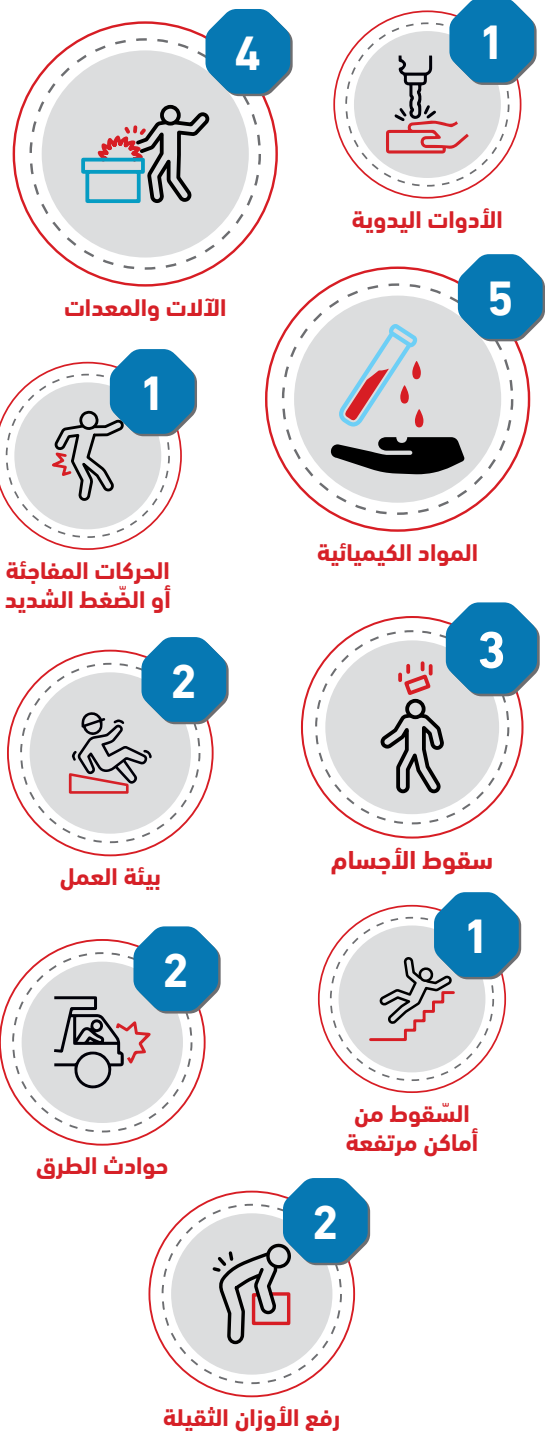 1
الأدوات اليدوية
4
الآلات والمعدات
5
المواد الكيميائية
1
الحركات المفاجئة
أو الضّغط الشديد
3
سقوط الأجسام
2
بيئة العمل
1
السّقوط من
أماكن مرتفعة
2
حوادث الطرق
2
رفع الأوزان الثقيلة